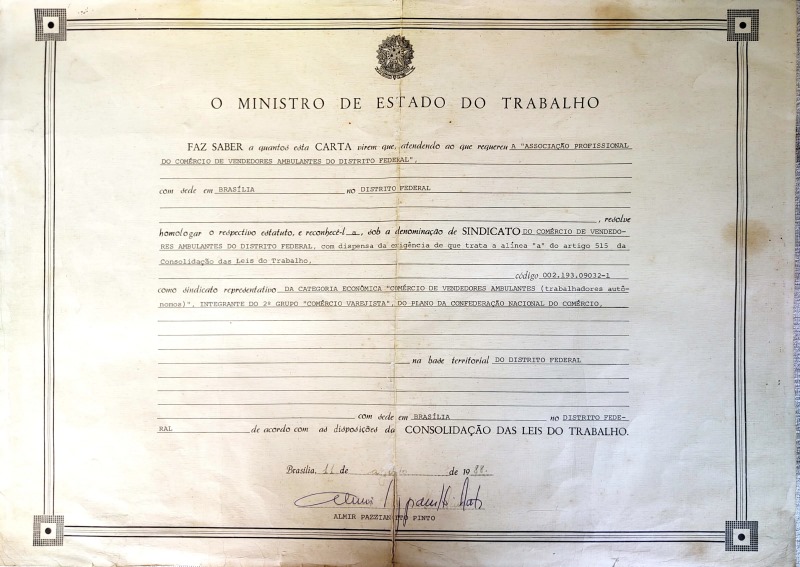 O MINISTRO DE ESTADO DO TRABALHO
FAZ SABER a quantos esta CARTA virem que, atendendo ao que requereu A "ASSOCIAÇÃO PROFISSIONAL
DO COMÉRCIO DE VENDEDORES AMBULANTES DO DISTRITO FEDERAL",
com sede em BRASÍLIA no DISTRITO FEDERAL
, resolve
homologar o respectivo estatuto, e reconhecê-l a, sob a denominação de SINDICATO DO COMÉRCIO DE VENDEDO-
RES AMBULANTES DO DISTRITO FEDERAL, com dispensa da exigência de que trata a alínea "a" do artigo 515 da
Consolidação das Leis do Trabalho,
código 002.193.09032-1
como sindicato representativo DA CATEGORIA ECONÔMICA "COMÉRCIO DE VENDEDORES AMBULANTES (trabalhadores autô-
nomos)", INTEGRANTE DO 2º GRUPO "COMÉRCIO VAREJISTA", DO PLANO DA CONFEDERAÇÃO NACIONAL DO COMÉRCIO,
na base territorial DO DISTRITO FEDERAL
com sede em BRASÍLIA no DISTRITO FEDE-
RAL de acordo com as disposições da CONSOLIDAÇÃO DAS LEIS DO TRABALHO.
Brasília, 11 de de 1988.
ALMIR PAZZIANOTTO PINTO